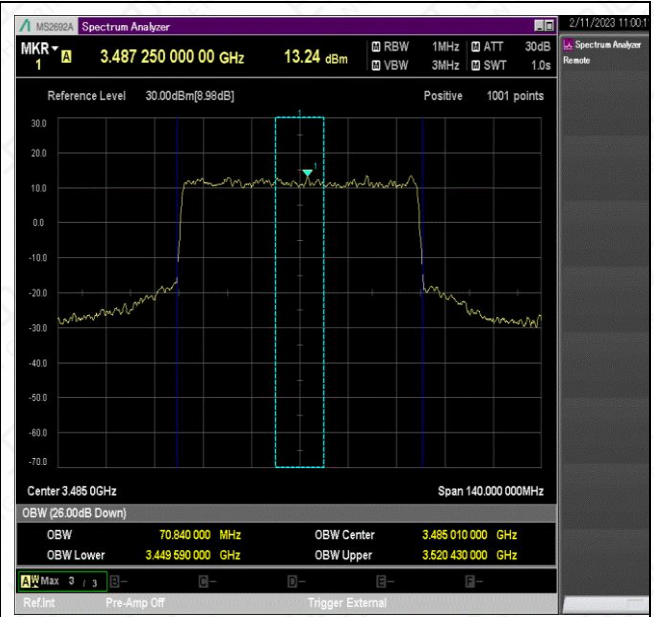 MS2692A Spectrum Analyzer
2/11/2023 11:00:1
MKR A 3.487 250 000 00 GHz 13.24 dBm M RBW 1MHz M ATT 30dB
1 M VBW 3MHz M SWT 1.0s
Spectrum Analyzer
Remote
Reference Level 30.00dBm[8.98dB] Positive 1001 points
1
30.0
20.0
1
10.0
0.0
-10.0
-20.0
-30.0
-40.0
-50.0
-60.0
-70.0
Center 3.485 0GHz Span 140.000 000MHz
OBW (26.00dB Down)
OBW 70.840 000 MHz OBW Center 3.485 010 000 GHz
OBW Lower 3.449 590 000 GHz OBW Upper 3.520 430 000 GHz
A W Max 3 / 3 B- C- D- E- F-
Ref.Int Pre-Amp Off Trigger External